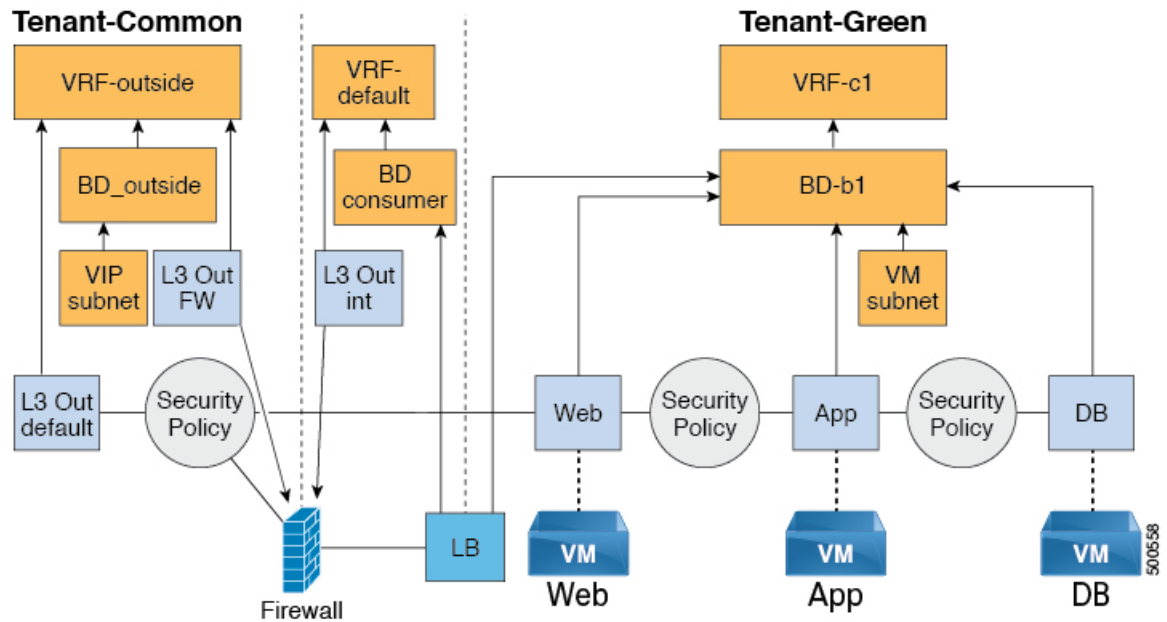 Tenant-Common
Tenant-Green
VRF-outside
VRF-
default
VRF-c1
BD_outside
BD
consumer
BD-b1
VIP
subnet
L3 Out
FW
L3 Out
int
VM
subnet
L3 Out
default
Security
Policy
Web
Security
Policy
App
Security
Policy
DB
LB
VM
VM
VM
Firewall
Web
App
DB
500558